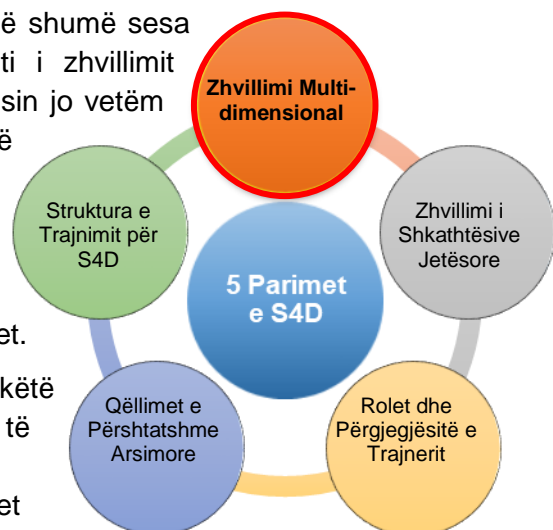 ë shumë sesa
ti i zhvillimit
sin jo vetëm
ë
et.
këtë
të
et
Zhvillimi Multi-
dimensional
Zhvillimi i
Shkathtësive
Jetësore
Rolet dhe
Përgjegjësitë e
Trajnerit
Qëllimet e
Përshtatshme
Arsimore
Struktura e
Trajnimit për
S4D
5 Parimet
e S4D